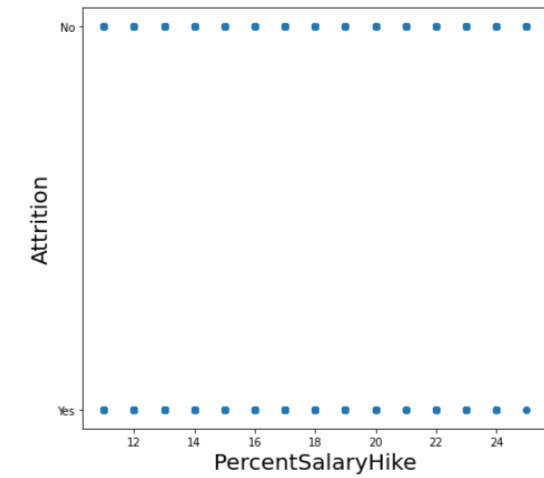 No
Attrition
Yes
12 14 16 18 20 22 24
PercentSalaryHike